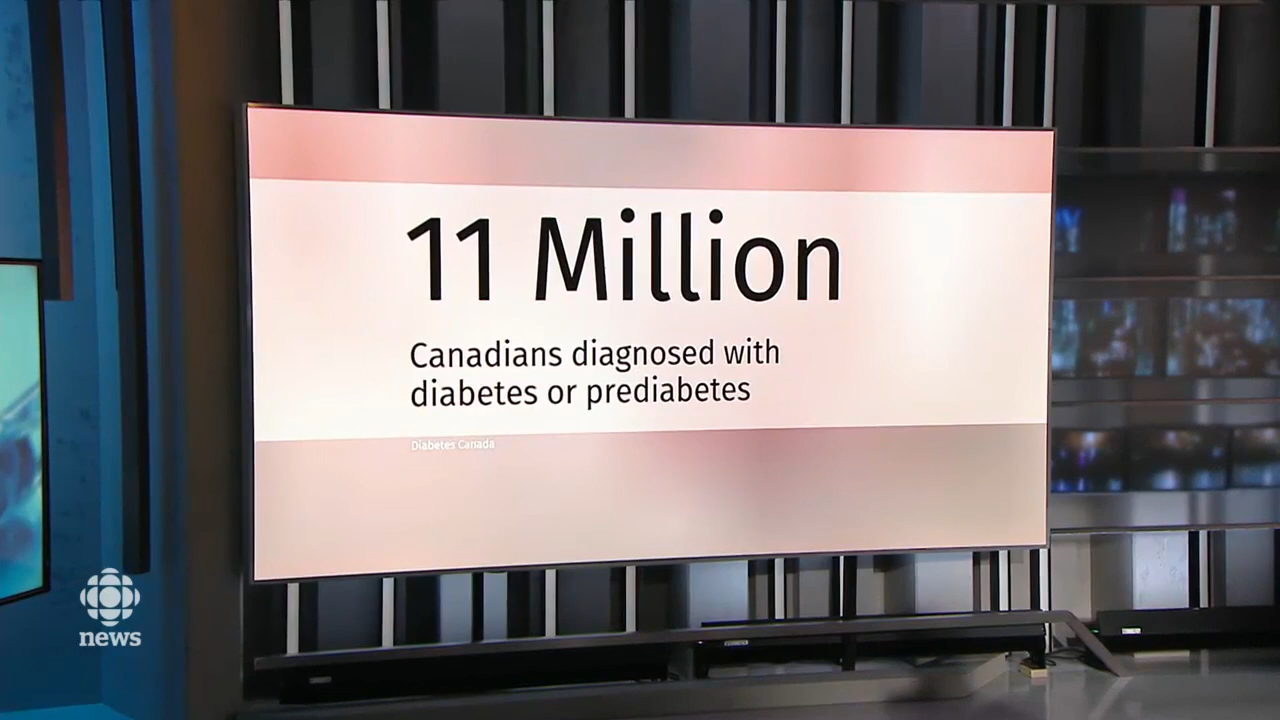 11 Million
Canadians diagnosed with
diabetes or prediabetes
Diabetes Canada
news